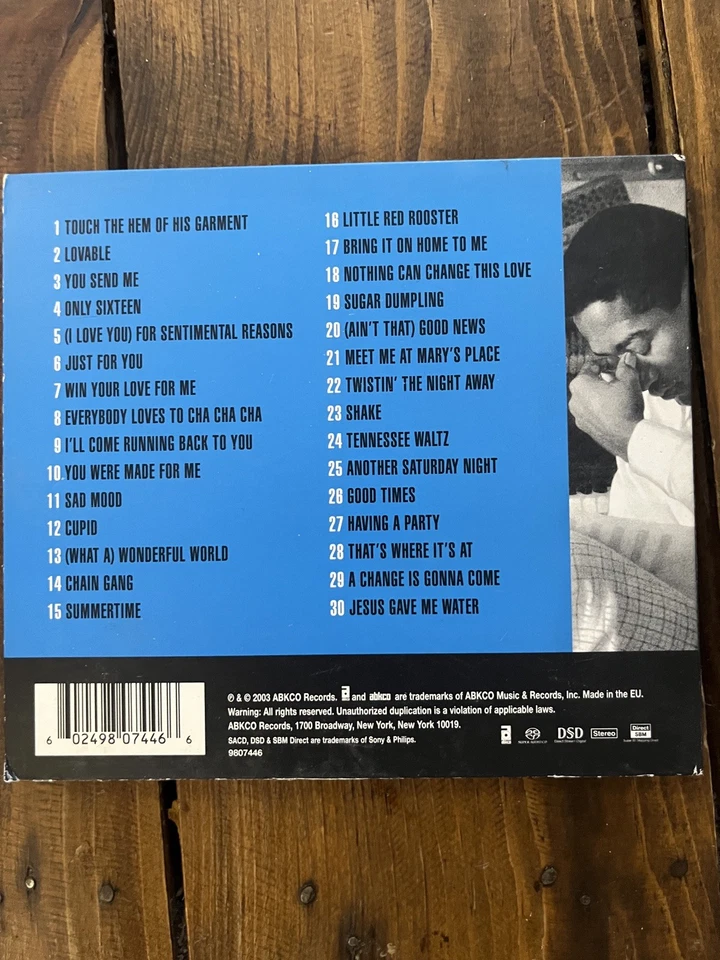 1 TOUCH THE HEM OF HIS GARMENT
2 LOVABLE
3 YOU SEND ME
4 ONLY SIXTEEN
5 (I LOVE YOU) FOR SENTIMENTAL REASONS
6 JUST FOR YOU
7 WIN YOUR LOVE FOR ME
8 EVERYBODY LOVES TO CHA CHA CHA
9 I'LL COME RUNNING BACK TO YOU
10 YOU WERE MADE FOR ME
11 SAD MOOD
12 CUPID
13 (WHAT A) WONDERFUL WORLD
14 CHAIN GANG
15 SUMMERTIME
16 LITTLE RED ROOSTER
17 BRING IT ON HOME TO ME
18 NOTHING CAN CHANGE THIS LOVE
19 SUGAR DUMPLING
20 (AIN'T THAT) GOOD NEWS
21 MEET ME AT MARY'S PLACE
22 TWISTIN' THE NIGHT AWAY
23 SHAKE
24 TENNESSEE WALTZ
25 ANOTHER SATURDAY NIGHT
26 GOOD TIMES
27 HAVING A PARTY
28 THAT'S WHERE IT'S AT
29 A CHANGE IS GONNA COME
30 JESUS GAVE ME WATER
6 02498 07446 6
℗ & © 2003 ABKCO Records. a and abkco are trademarks of ABKCO Music & Records, Inc. Made in the EU.
Warning: All rights reserved. Unauthorized duplication is a violation of applicable laws.
ABKCO Records, 1700 Broadway, New York, New York 10019.
SACD, DSD & SBM Direct are trademarks of Sony & Philips.
9807446
SUPER AUDIO CD
DSD
Direct Stream Digital
Stereo
Direct
SBM